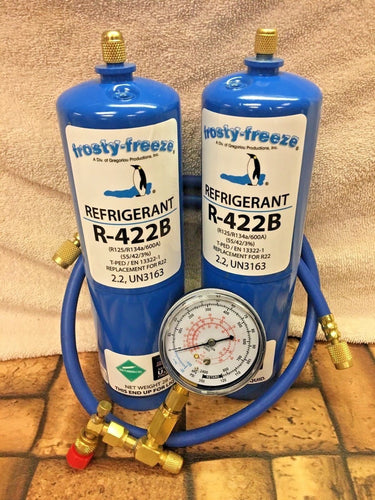 frosty-freeze
A Div. of Gregoriou Productions, Inc.
REFRIGERANT
R-422B
(R125/R134a/600A)
(55/42/3%)
T-PED / EN 13322-1
REPLACEMENT FOR R22
2.2, UN3163
NET WEIGHT
THIS END UP FOR
frosty-freeze
A Div. of Gregoriou Productions, Inc.
REFRIGERANT
R-422B
(R125/R134a/600A)
(55/42/3%)
T-PED / EN 13322-1
REPLACEMENT FOR R22
2.2, UN3163